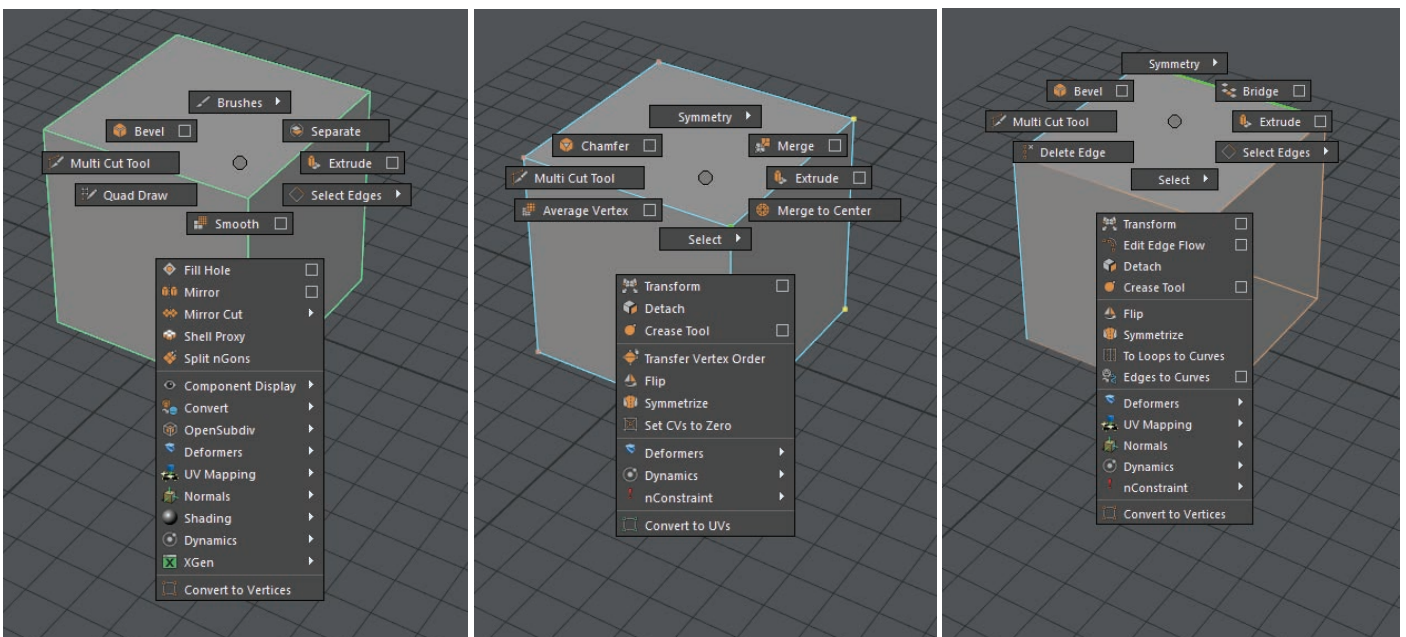 Brushes
Bevel
Separate
Multi Cut Tool
Extrude
Quad Draw
Select Edges
Smooth
Fill Hole
Mirror
Mirror Cut
Shell Proxy
Split nGons
Component Display
Convert
OpenSubdiv
Deformers
UV Mapping
Normals
Shading
Dynamics
XGen
Convert to Vertices
Symmetry
Chamfer
Merge
Multi Cut Tool
Extrude
Average Vertex
Merge to Center
Select
Transform
Detach
Crease Tool
Transfer Vertex Order
Flip
Symmetrize
Set CVs to Zero
Deformers
Dynamics
nConstraint
Convert to UVs
Symmetry
Bevel
Bridge
Multi Cut Tool
Extrude
Delete Edge
Select Edges
Select
Transform
Edit Edge Flow
Detach
Crease Tool
Flip
Symmetrize
To Loops to Curves
Edges to Curves
Deformers
UV Mapping
Normals
Dynamics
nConstraint
Convert to Vertices